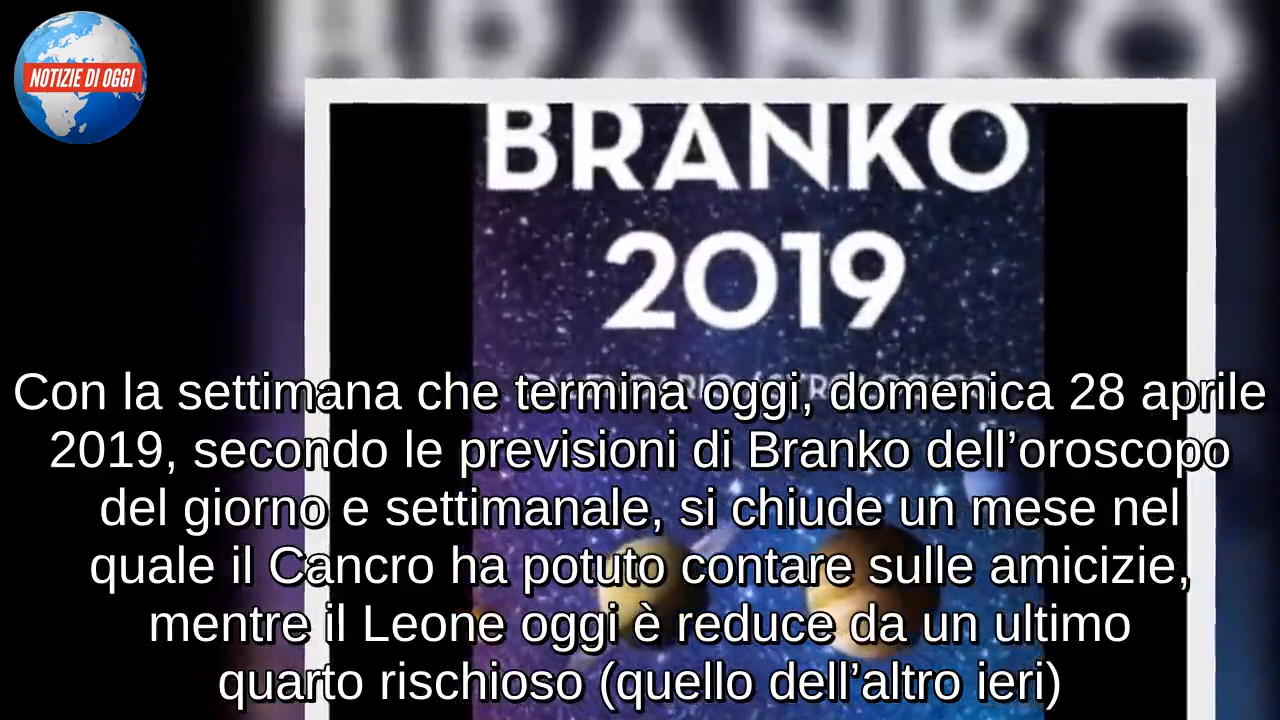 BRANKO
NOTIZIE DI OGGI
BRANKO
2019
Con la settimana che termina oggi, domenica 28 aprile
2019, secondo le previsioni di Branko dell’oroscopo
del giorno e settimanale, si chiude un mese nel
quale il Cancro ha potuto contare sulle amicizie,
mentre il Leone oggi è reduce da un ultimo
quarto rischioso (quello dell’altro ieri)